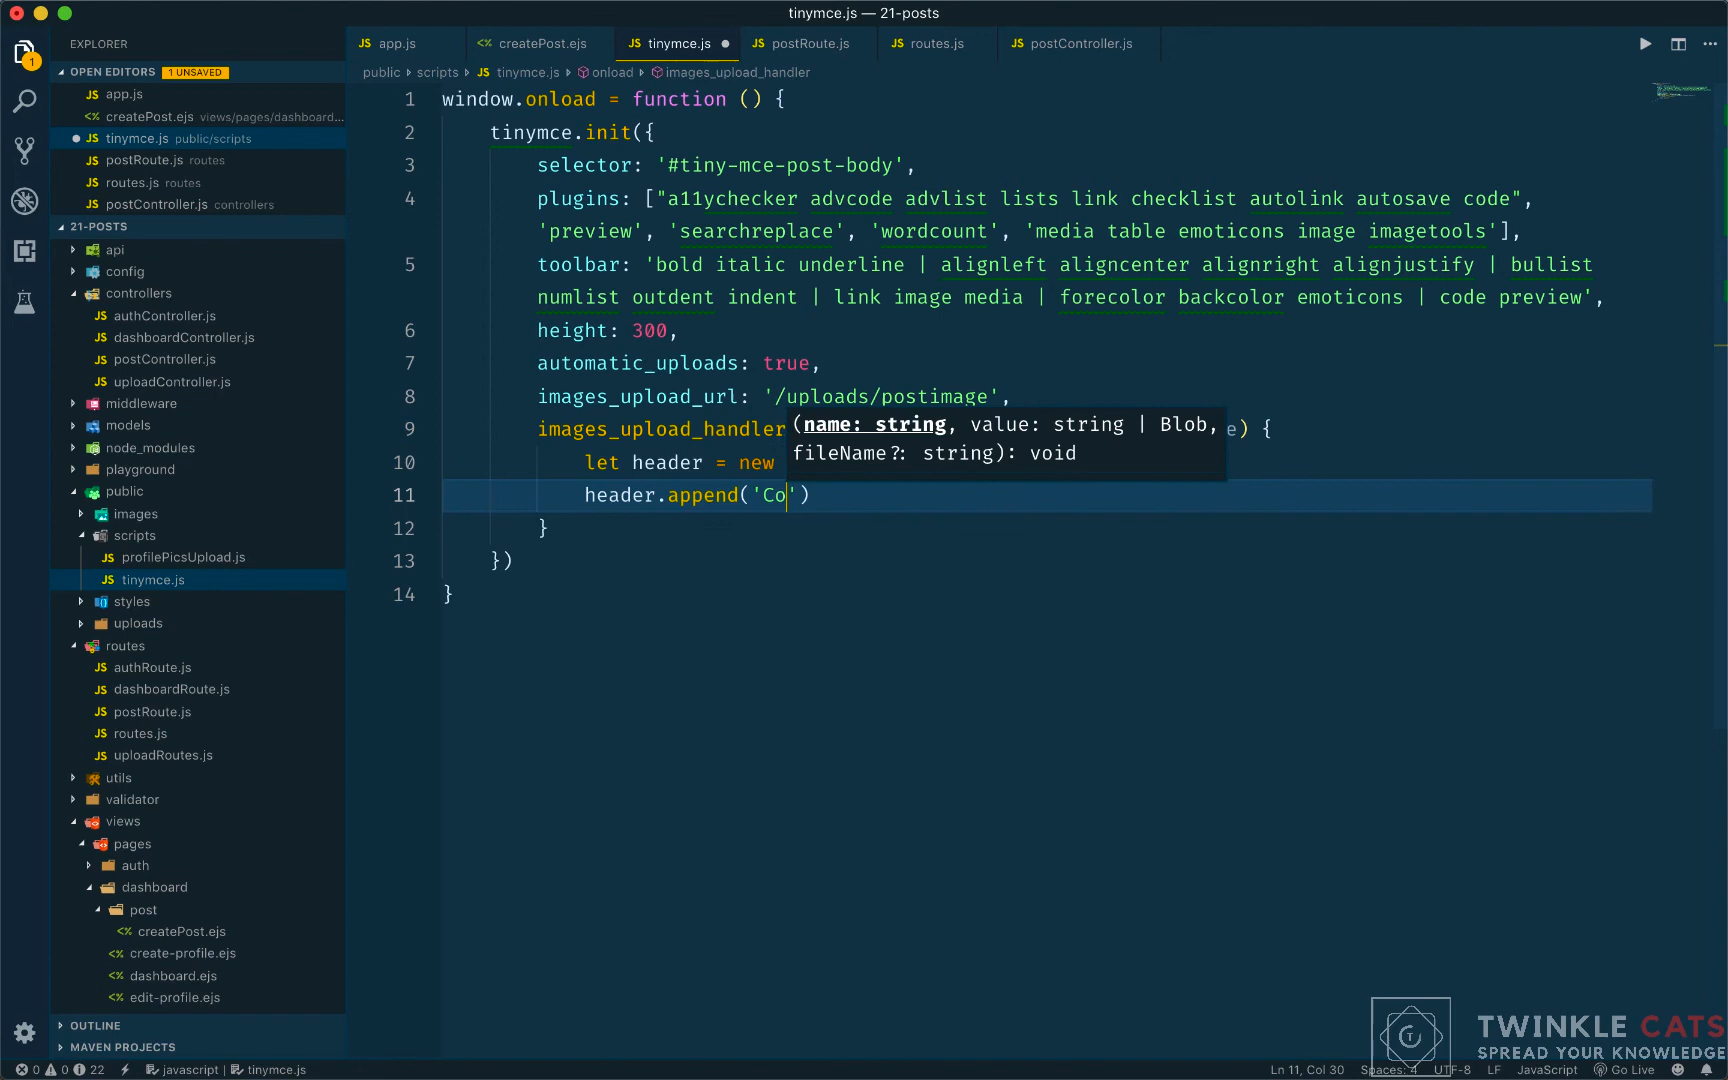 tinymce.js — 21-posts
1
EXPLORER
OPEN EDITORS 1 UNSAVED
JS app.js
<% createPost.ejs views/pages/dashboard...
JS tinymce.js public/scripts
JS postRoute.js routes
JS routes.js routes
JS postController.js controllers
21-POSTS
api
config
controllers
JS authController.js
JS dashboardController.js
JS postController.js
JS uploadController.js
middleware
models
node_modules
playground
public
images
scripts
JS profilePicsUpload.js
JS tinymce.js
styles
uploads
routes
JS authRoute.js
JS dashboardRoute.js
JS postRoute.js
JS routes.js
JS uploadRoutes.js
utils
validator
views
pages
auth
dashboard
post
<% createPost.ejs
<% create-profile.ejs
<% dashboard.ejs
<% edit-profile.ejs
OUTLINE
MAVEN PROJECTS
JS app.js <% createPost.ejs JS tinymce.js JS postRoute.js JS routes.js JS postController.js
public scripts JS tinymce.js onload images_upload_handler
1 window.onload = function () {
2 tinymce.init({
3 selector: '#tiny-mce-post-body',
4 plugins: ["a11ychecker advcode advlist lists link checklist autolink autosave code",
'preview', 'searchreplace', 'wordcount', 'media table emoticons image imagetools'],
5 toolbar: 'bold italic underline | alignleft aligncenter alignright alignjustify | bullist
numlist outdent indent | link image media | forecolor backcolor emoticons | code preview',
6 height: 300,
7 automatic_uploads: true,
8 images_upload_url: '/uploads/postimage',
9 images_upload_handler e) {
(name: string, value: string | Blob,
fileName?: string): void
10 let header = new
11 header.append('Co')
12 }
13 })
14 }
TWINKLE CATS
SPREAD YOUR KNOWLEDGE
0 0 22 javascript | tinymce.js Ln 11, Col 30 Spaces: 4 UTF-8 LF JavaScript Go Live